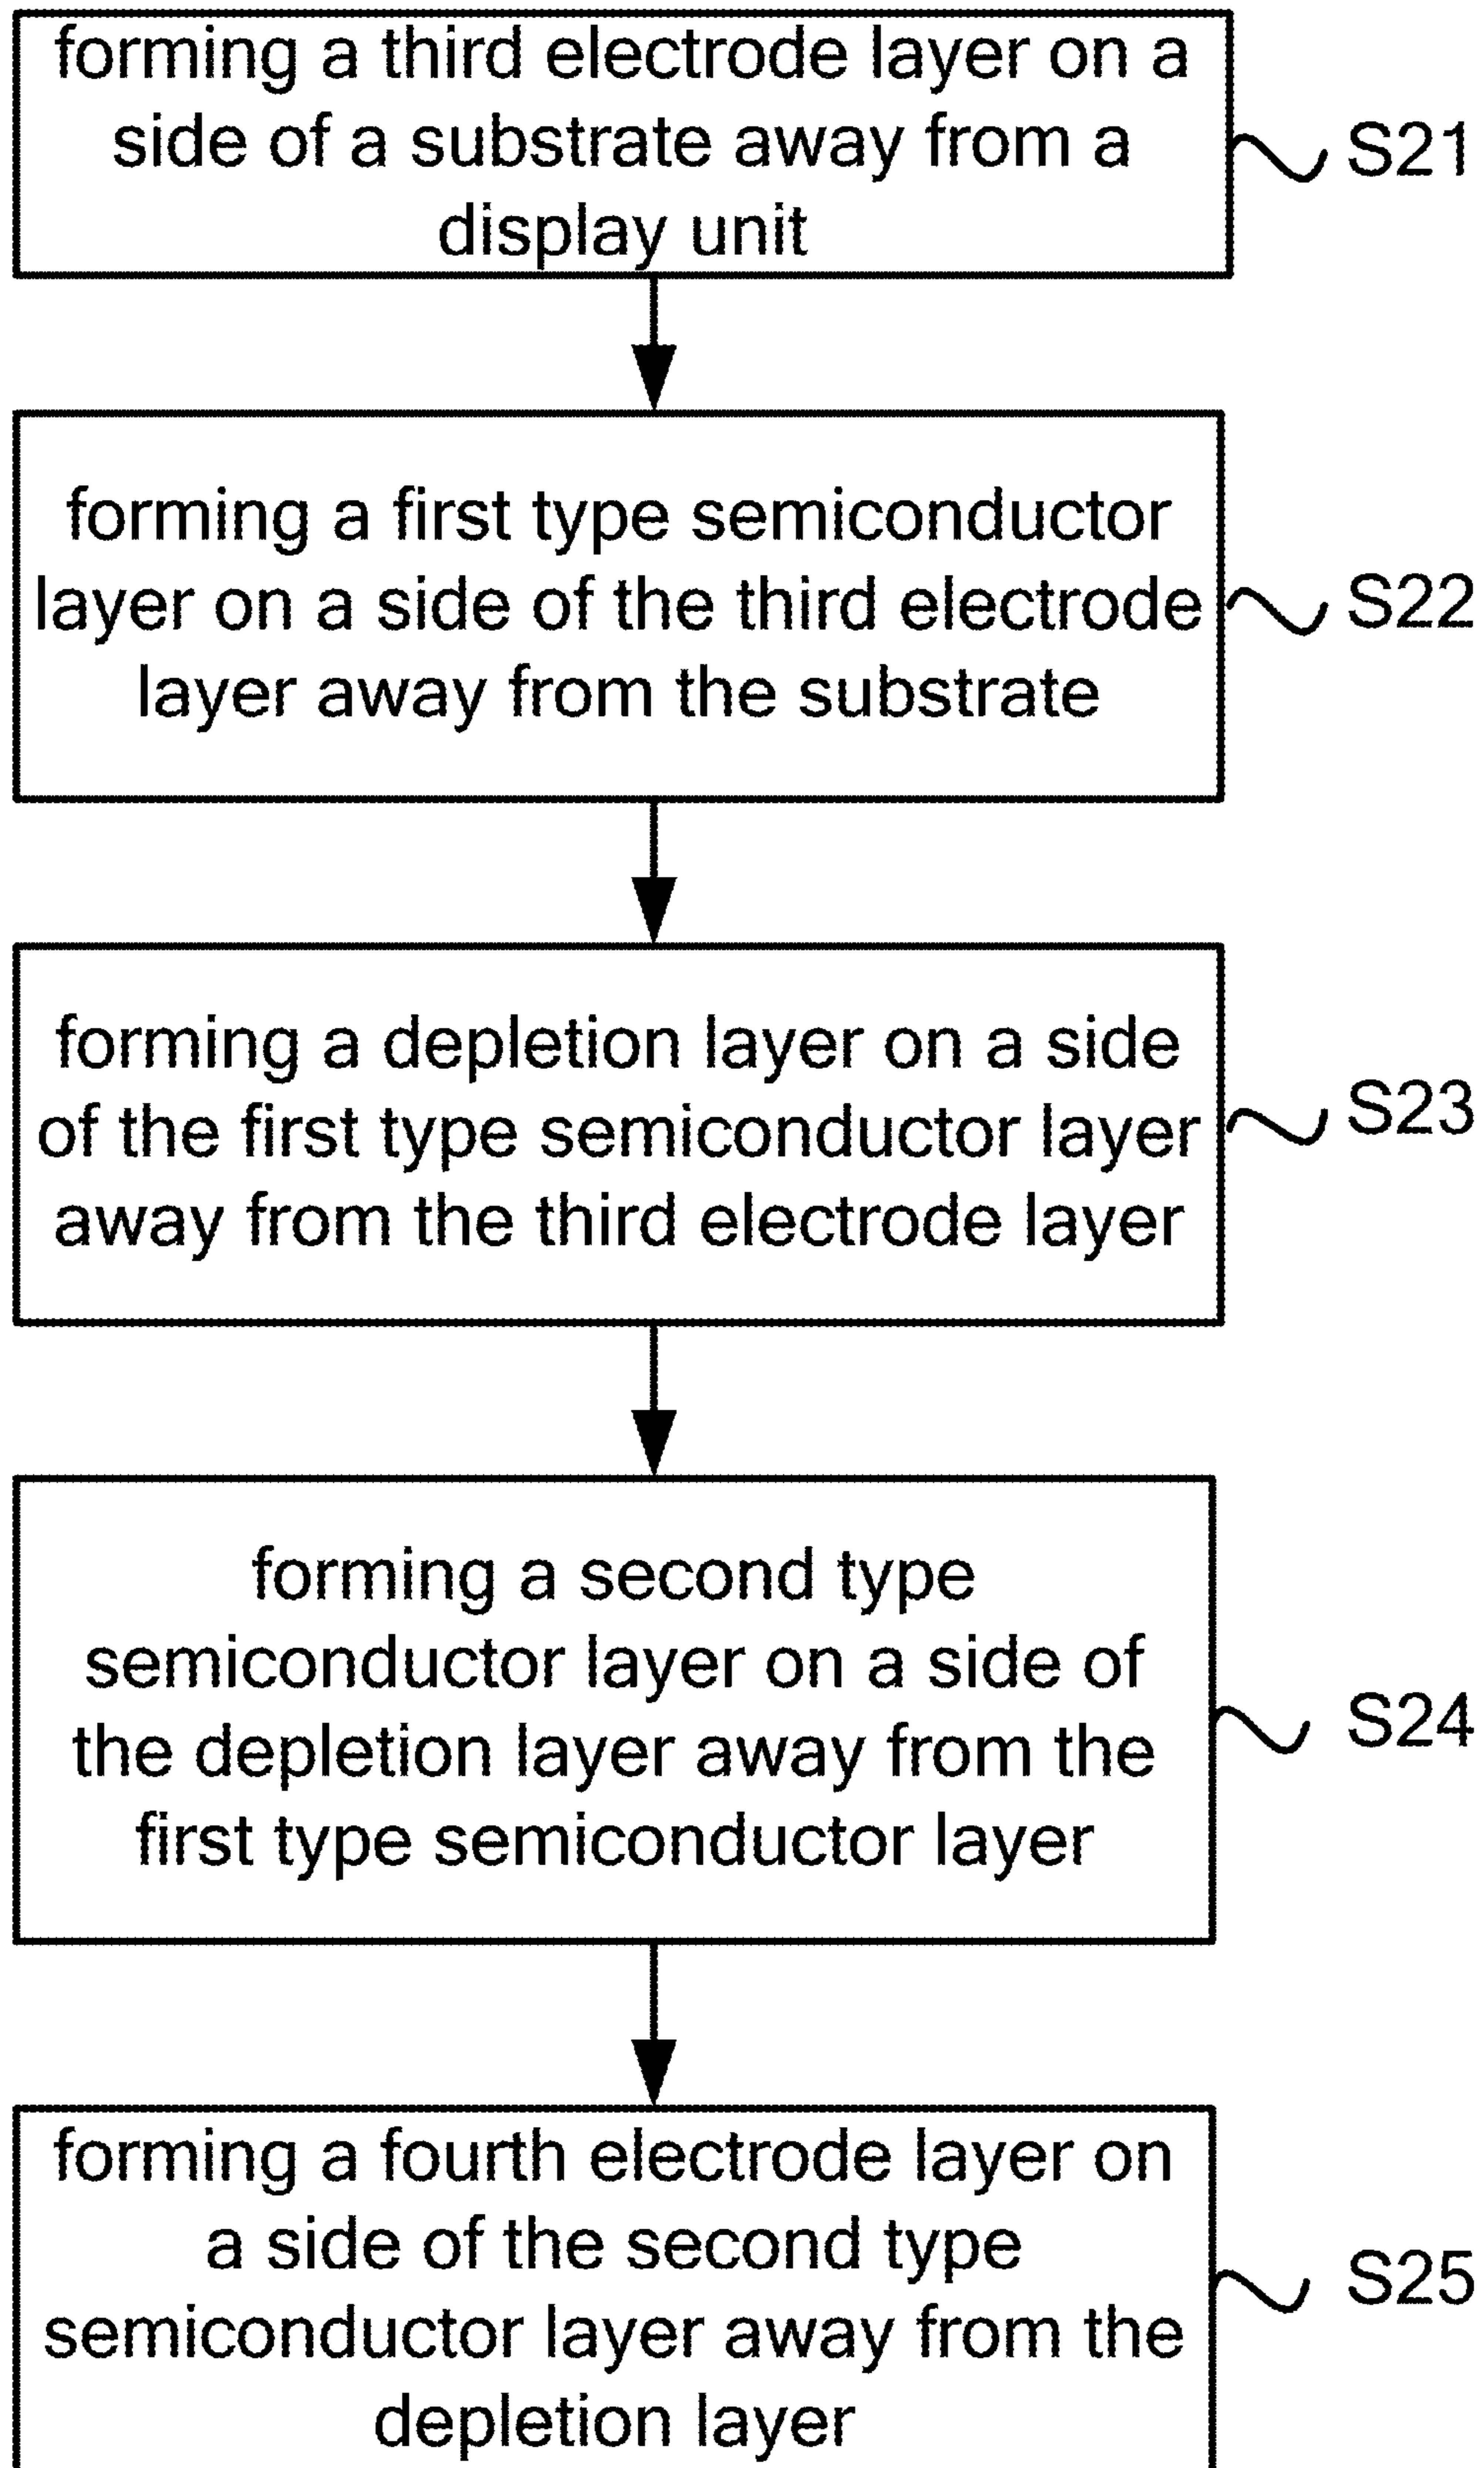 forming a third electrode layer on a
side of a substrate away from a
display unit
S21
forming a first type semiconductor
layer on a side of the third electrode
layer away from the substrate
S22
forming a depletion layer on a side
of the first type semiconductor layer
away from the third electrode layer
S23
forming a second type
semiconductor layer on a side of
the depletion layer away from the
first type semiconductor layer
S24
forming a fourth electrode layer on
a side of the second type
semiconductor layer away from the
depletion layer
S25